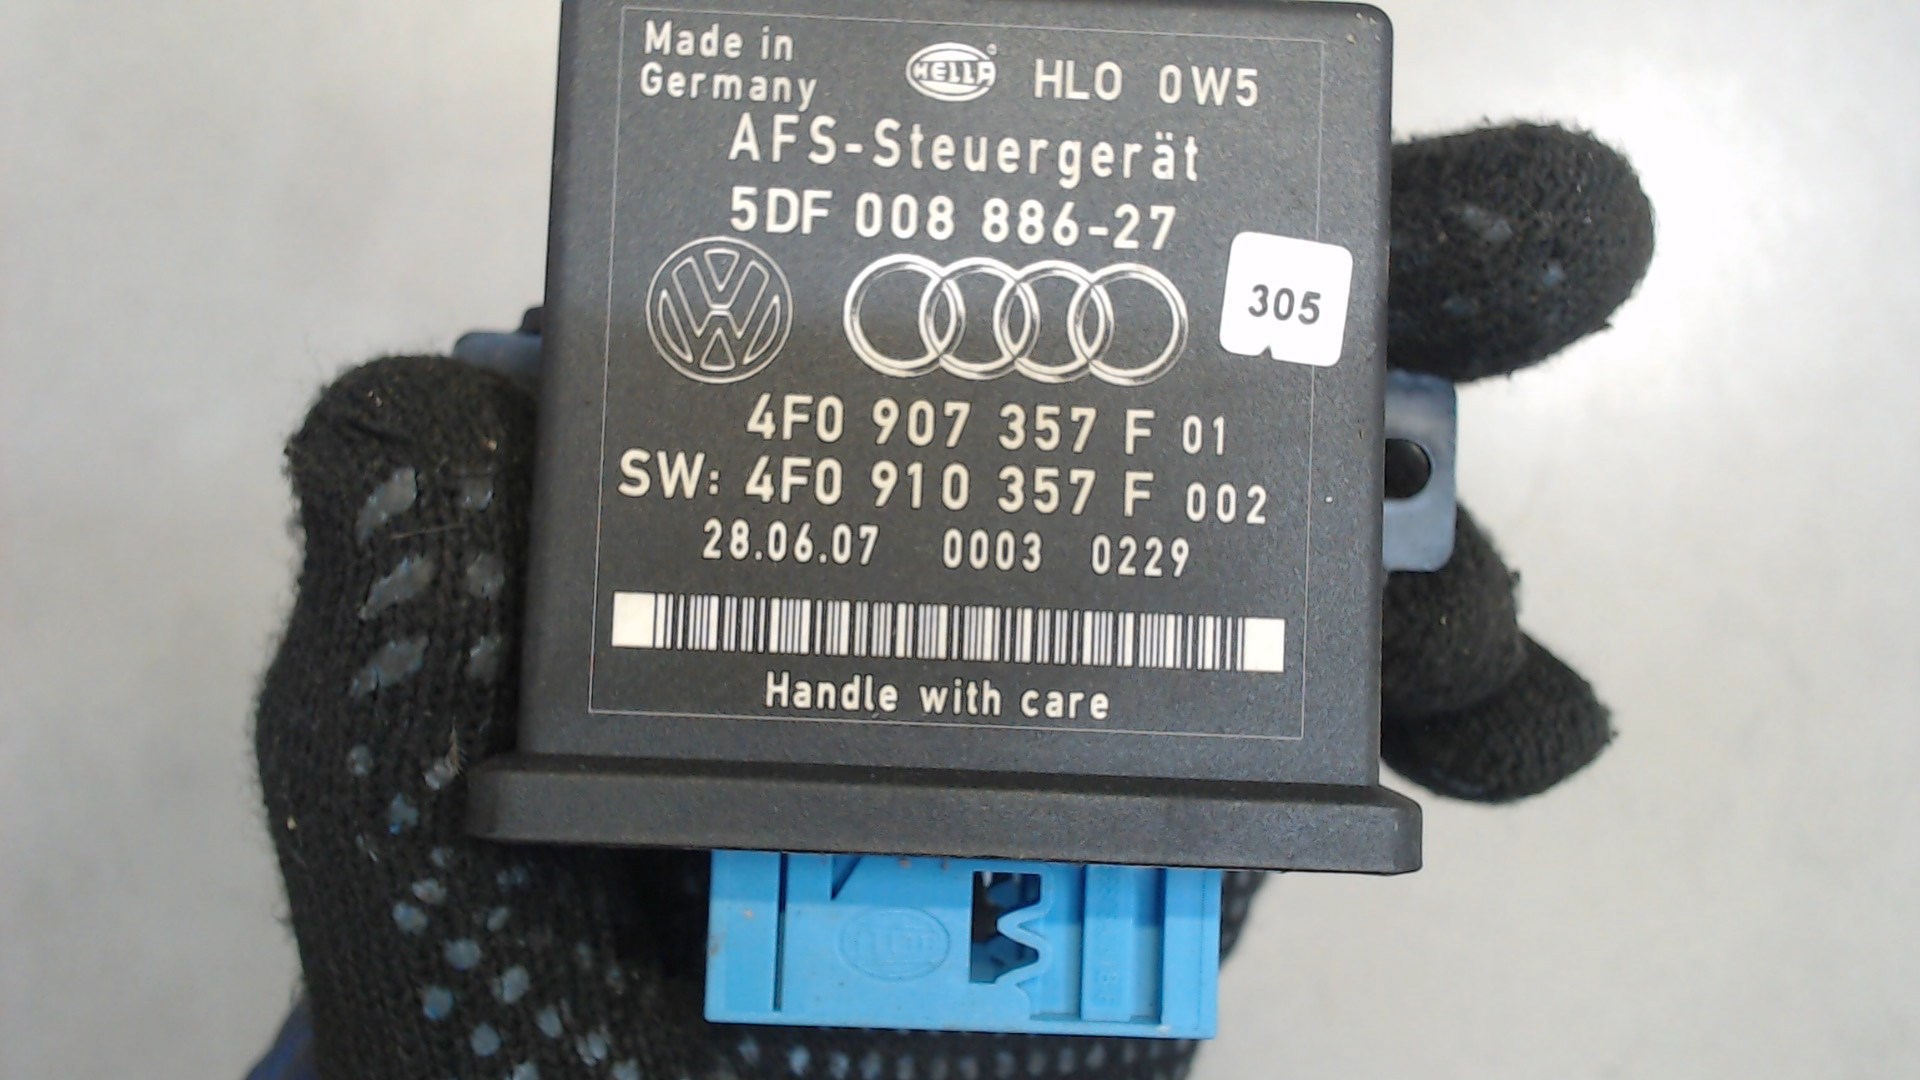 Made in
Germany
HELLA HL0 0W5
AFS-Steuergerät
5DF 008 886-27
305
4F0 907 357 F 01
SW: 4F0 910 357 F 002
28.06.07 0003 0229
Handle with care